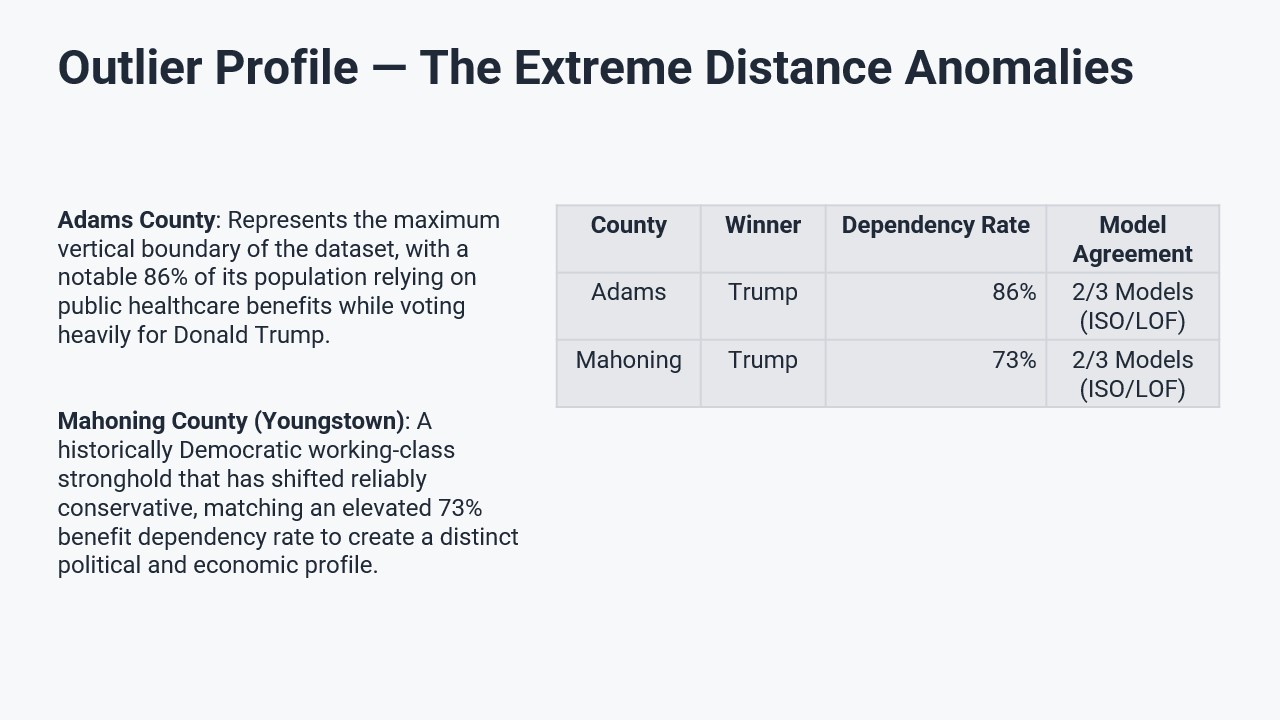 Outlier Profile — The Extreme Distance Anomalies
Adams County: Represents the maximum
vertical boundary of the dataset, with a
notable 86% of its population relying on
public healthcare benefits while voting
heavily for Donald Trump.
Mahoning County (Youngstown): A
historically Democratic working-class
stronghold that has shifted reliably
conservative, matching an elevated 73%
benefit dependency rate to create a distinct
political and economic profile.
County Winner Dependency Rate Model
Agreement
Adams Trump 86% 2/3 Models
(ISO/LOF)
Mahoning Trump 73% 2/3 Models
(ISO/LOF)